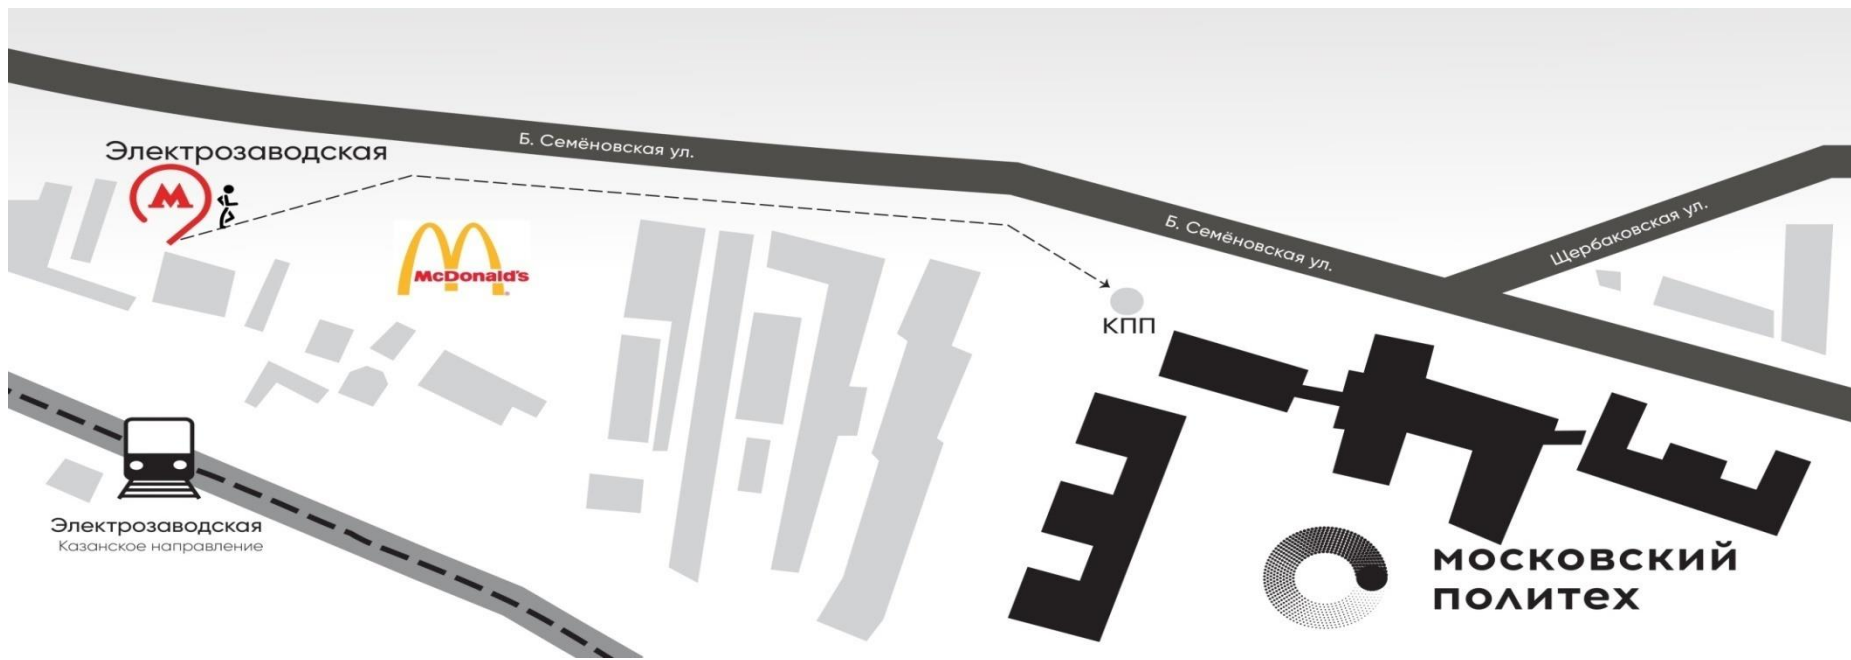 Б. Семёновская ул.
Электрозаводская
М
McDonald's
Б. Семёновская ул.
Щербаковская ул.
КПП
Электрозаводская
Казанское направление
московский
политех